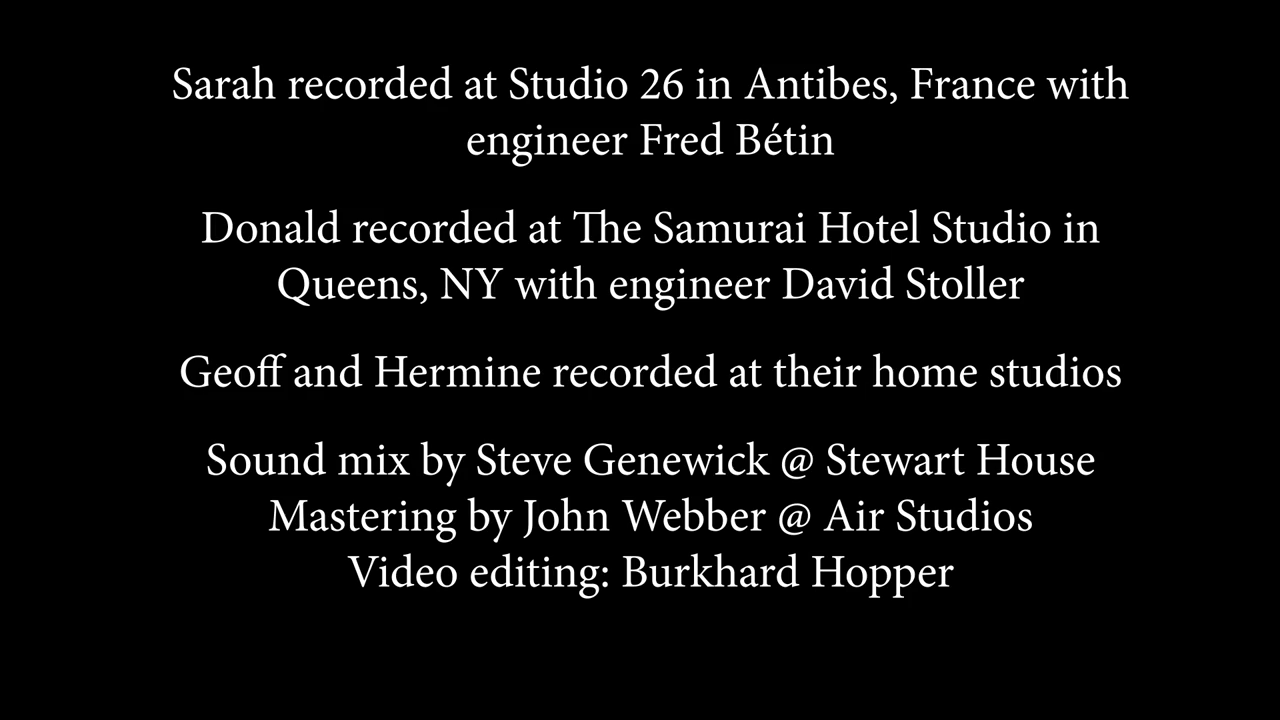 Sarah recorded at Studio 26 in Antibes, France with
engineer Fred Bétin
Donald recorded at The Samurai Hotel Studio in
Queens, NY with engineer David Stoller
Geoff and Hermine recorded at their home studios
Sound mix by Steve Genewick @ Stewart House
Mastering by John Webber @ Air Studios
Video editing: Burkhard Hopper